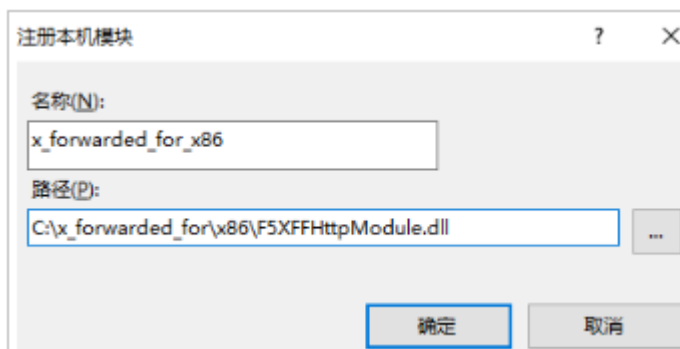 注册本机模块 ? ×
名称(N):
x_forwarded_for_x86
路径(P):
C:\x_forwarded_for\x86\F5XFFHttpModule.dll ...
确定 取消